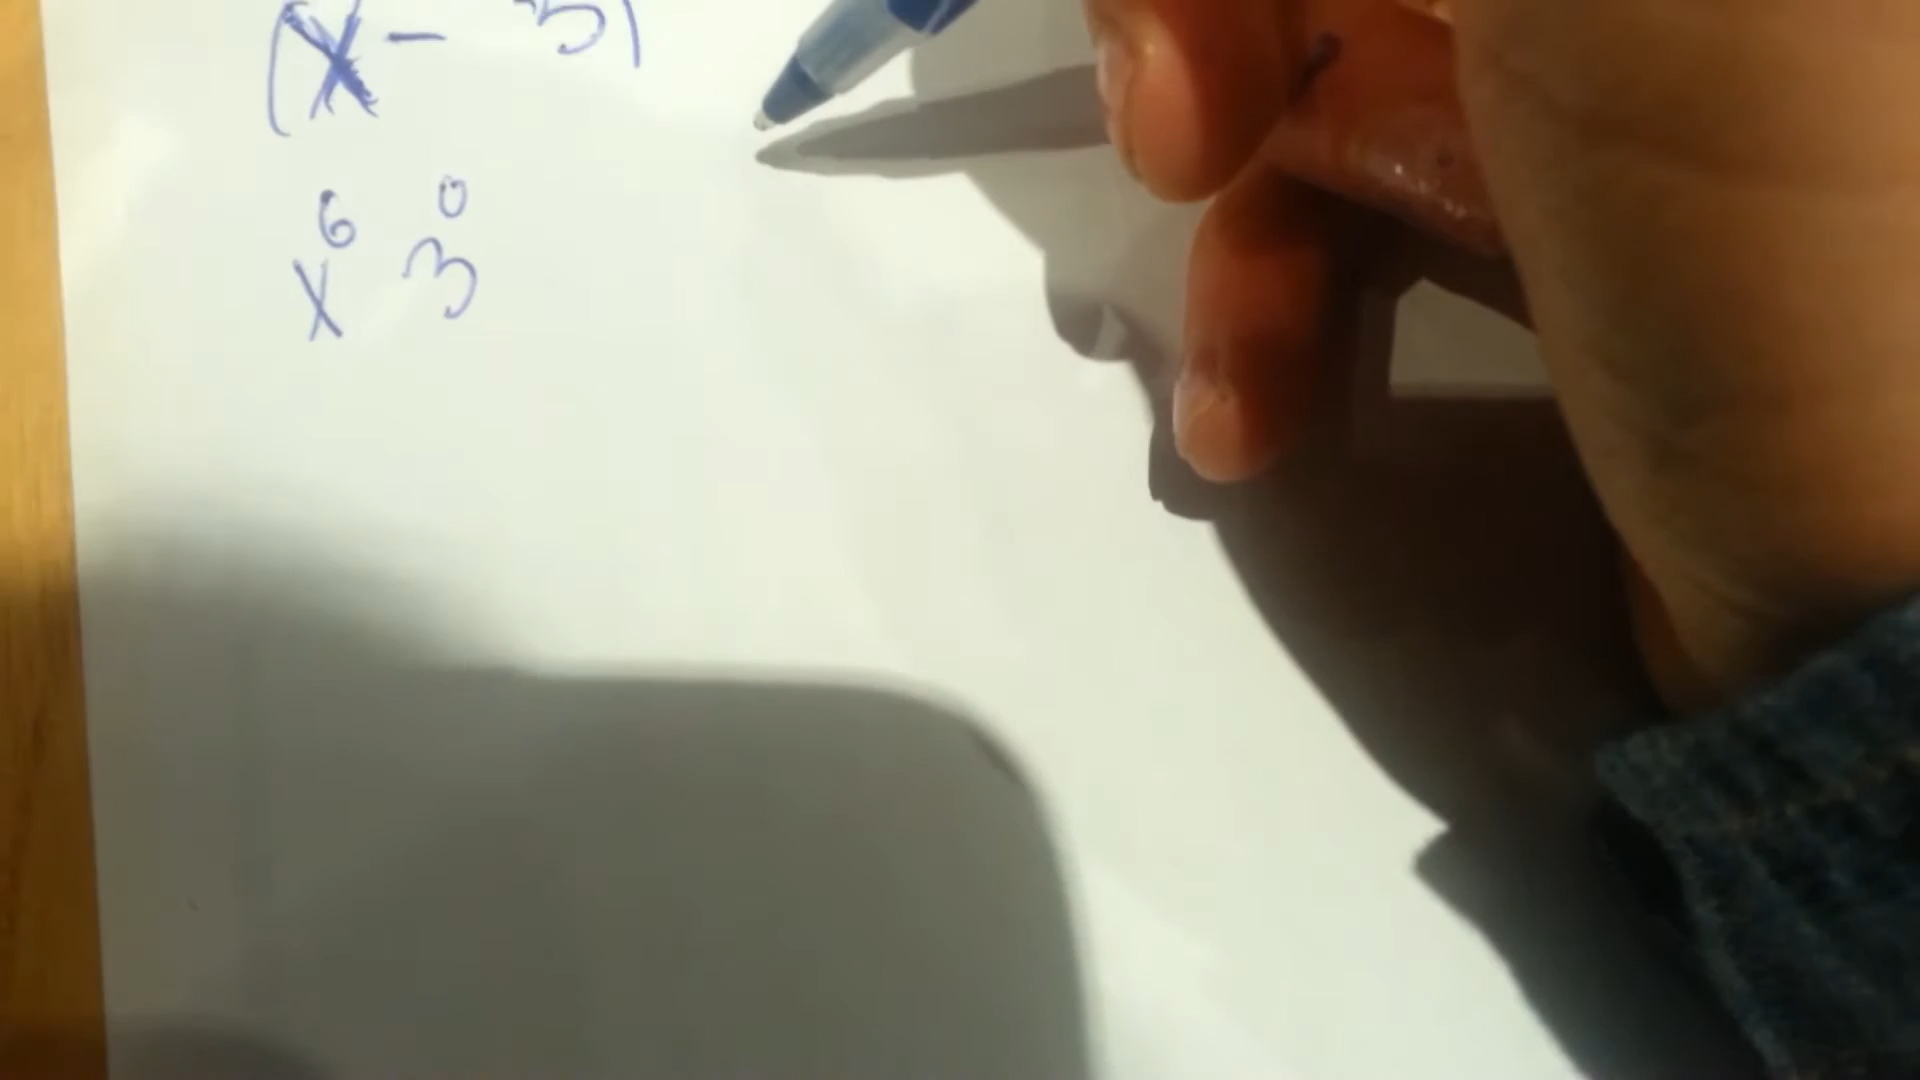 (x - 3)
x⁶ 3⁰